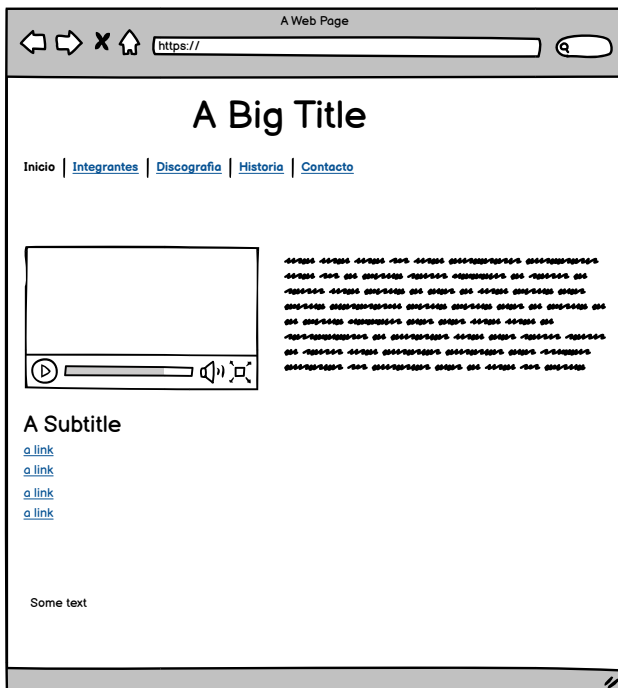 A Web Page
https://
A Big Title
Inicio | Integrantes | Discografia | Historia | Contacto
A Subtitle
a link
a link
a link
a link
Some text